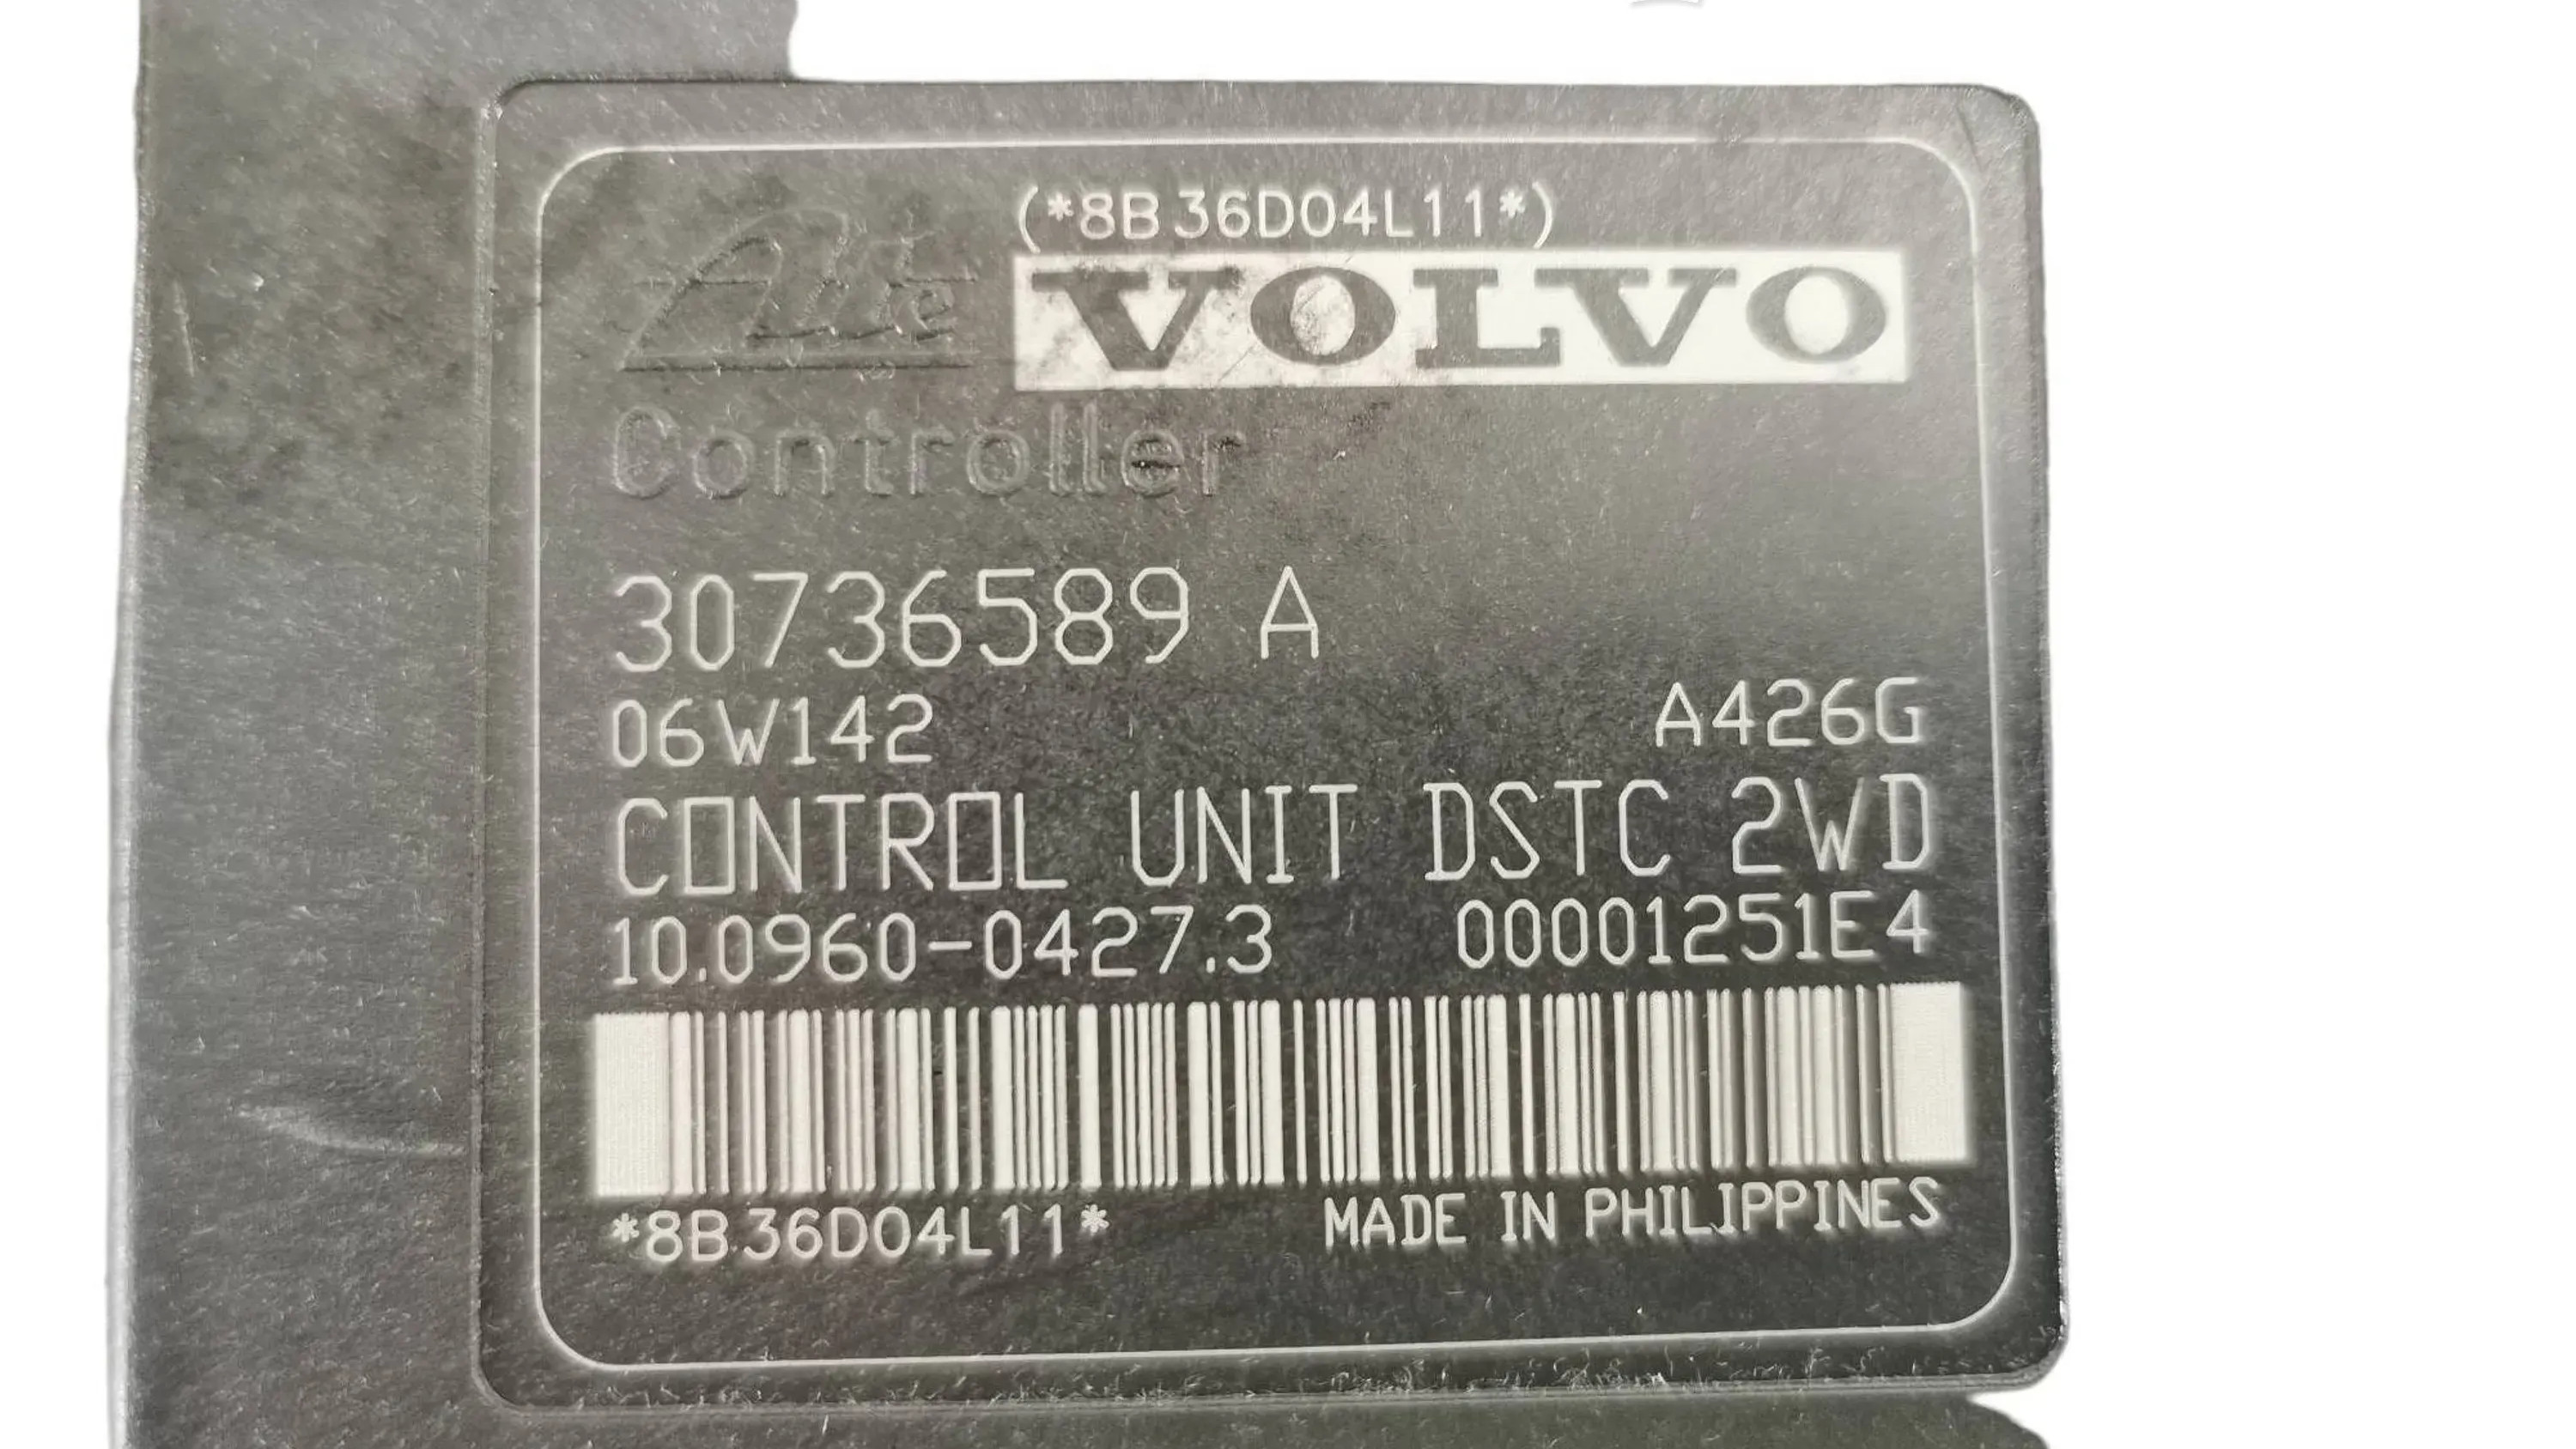 (*8B36D04L11*)
Ate VOLVO
Controller
30736589 A
06W142 A426G
CONTROL UNIT DSTC 2WD
10.0960-0427.3 00001251E4
*8B36D04L11* MADE IN PHILIPPINES